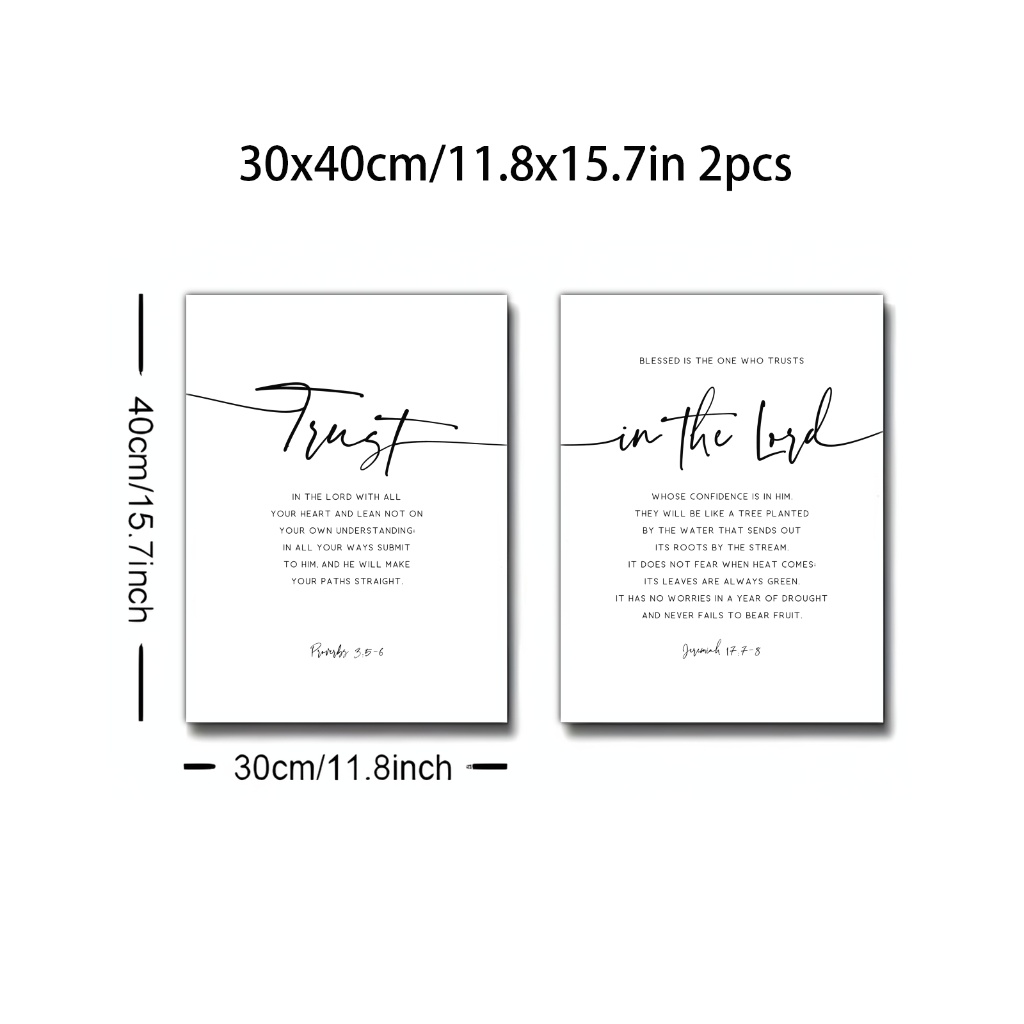 30x40cm/11.8x15.7in 2pcs
40cm/15.7inch
Trust
IN THE LORD WITH ALL
YOUR HEART AND LEAN NOT ON
YOUR OWN UNDERSTANDING;
IN ALL YOUR WAYS SUBMIT
TO HIM, AND HE WILL MAKE
YOUR PATHS STRAIGHT.
Proverbs 3:5-6
BLESSED IS THE ONE WHO TRUSTS
in the Lord
WHOSE CONFIDENCE IS IN HIM.
THEY WILL BE LIKE A TREE PLANTED
BY THE WATER THAT SENDS OUT
ITS ROOTS BY THE STREAM.
IT DOES NOT FEAR WHEN HEAT COMES;
ITS LEAVES ARE ALWAYS GREEN.
IT HAS NO WORRIES IN A YEAR OF DROUGHT
AND NEVER FAILS TO BEAR FRUIT.
Jeremiah 17:7-8
30cm/11.8inch